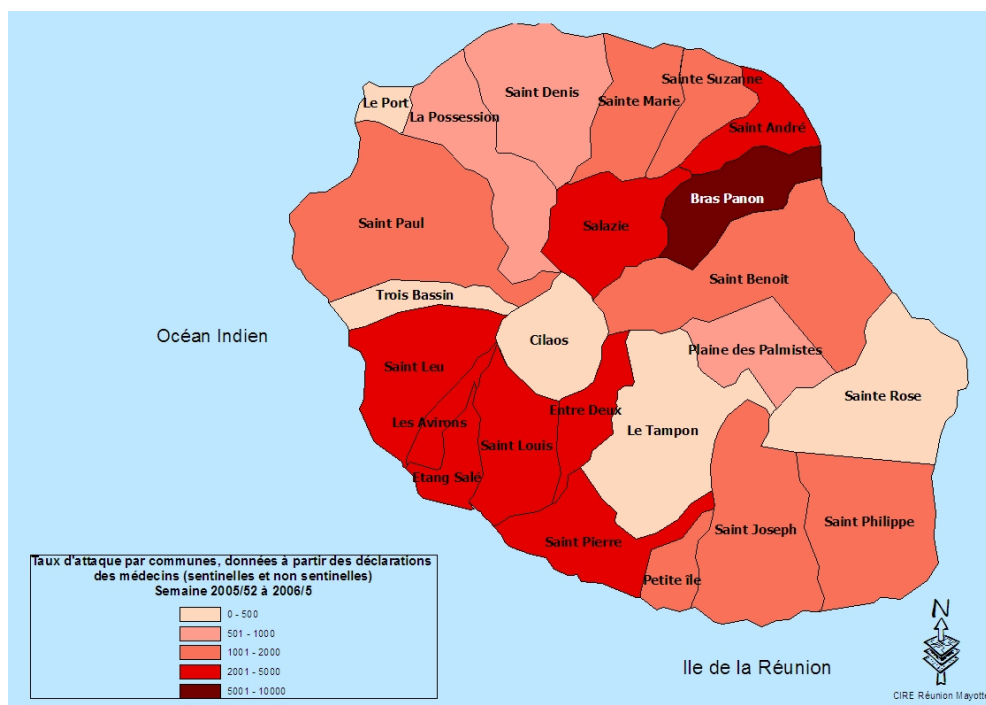 Sainte Suzanne
Saint Denis
Le Port
Sainte Marie
La Possession
Saint André
Bras Panon
Saint Paul
Salazie
Saint Benoit
Trois Bassin
Océan Indien
Cilaos
Plaine des Palmistes
Saint Leu
Sainte Rose
Entre Deux
Les Avirons
Le Tampon
Saint Louis
Etang Salé
Saint Philippe
Saint Joseph
Saint Pierre
Petite île
Taux d'attaque par communes, données à partir des déclarations
des médecins (sentinelles et non sentinelles)
Semaine 2005/52 à 2006/5
0 - 500
501 - 1000
1001 - 2000
2001 - 5000
5001 - 10000
N
Ile de la Réunion
CIRE Réunion Mayotte